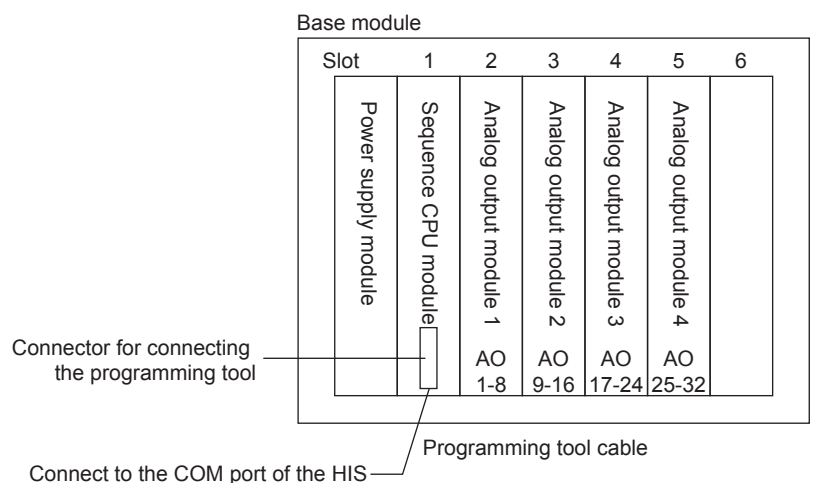 Base module
Slot 1 2 3 4 5 6
Power supply module
Sequence CPU module
Analog output module 1
Analog output module 2
Analog output module 3
Analog output module 4
AO
1-8
AO
9-16
AO
17-24
AO
25-32
Connector for connecting
the programming tool
Programming tool cable
Connect to the COM port of the HIS